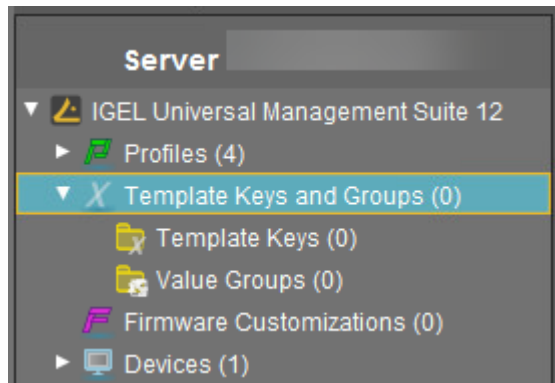 Server
IGEL Universal Management Suite 12
Profiles (4)
Template Keys and Groups (0)
Template Keys (0)
Value Groups (0)
Firmware Customizations (0)
Devices (1)